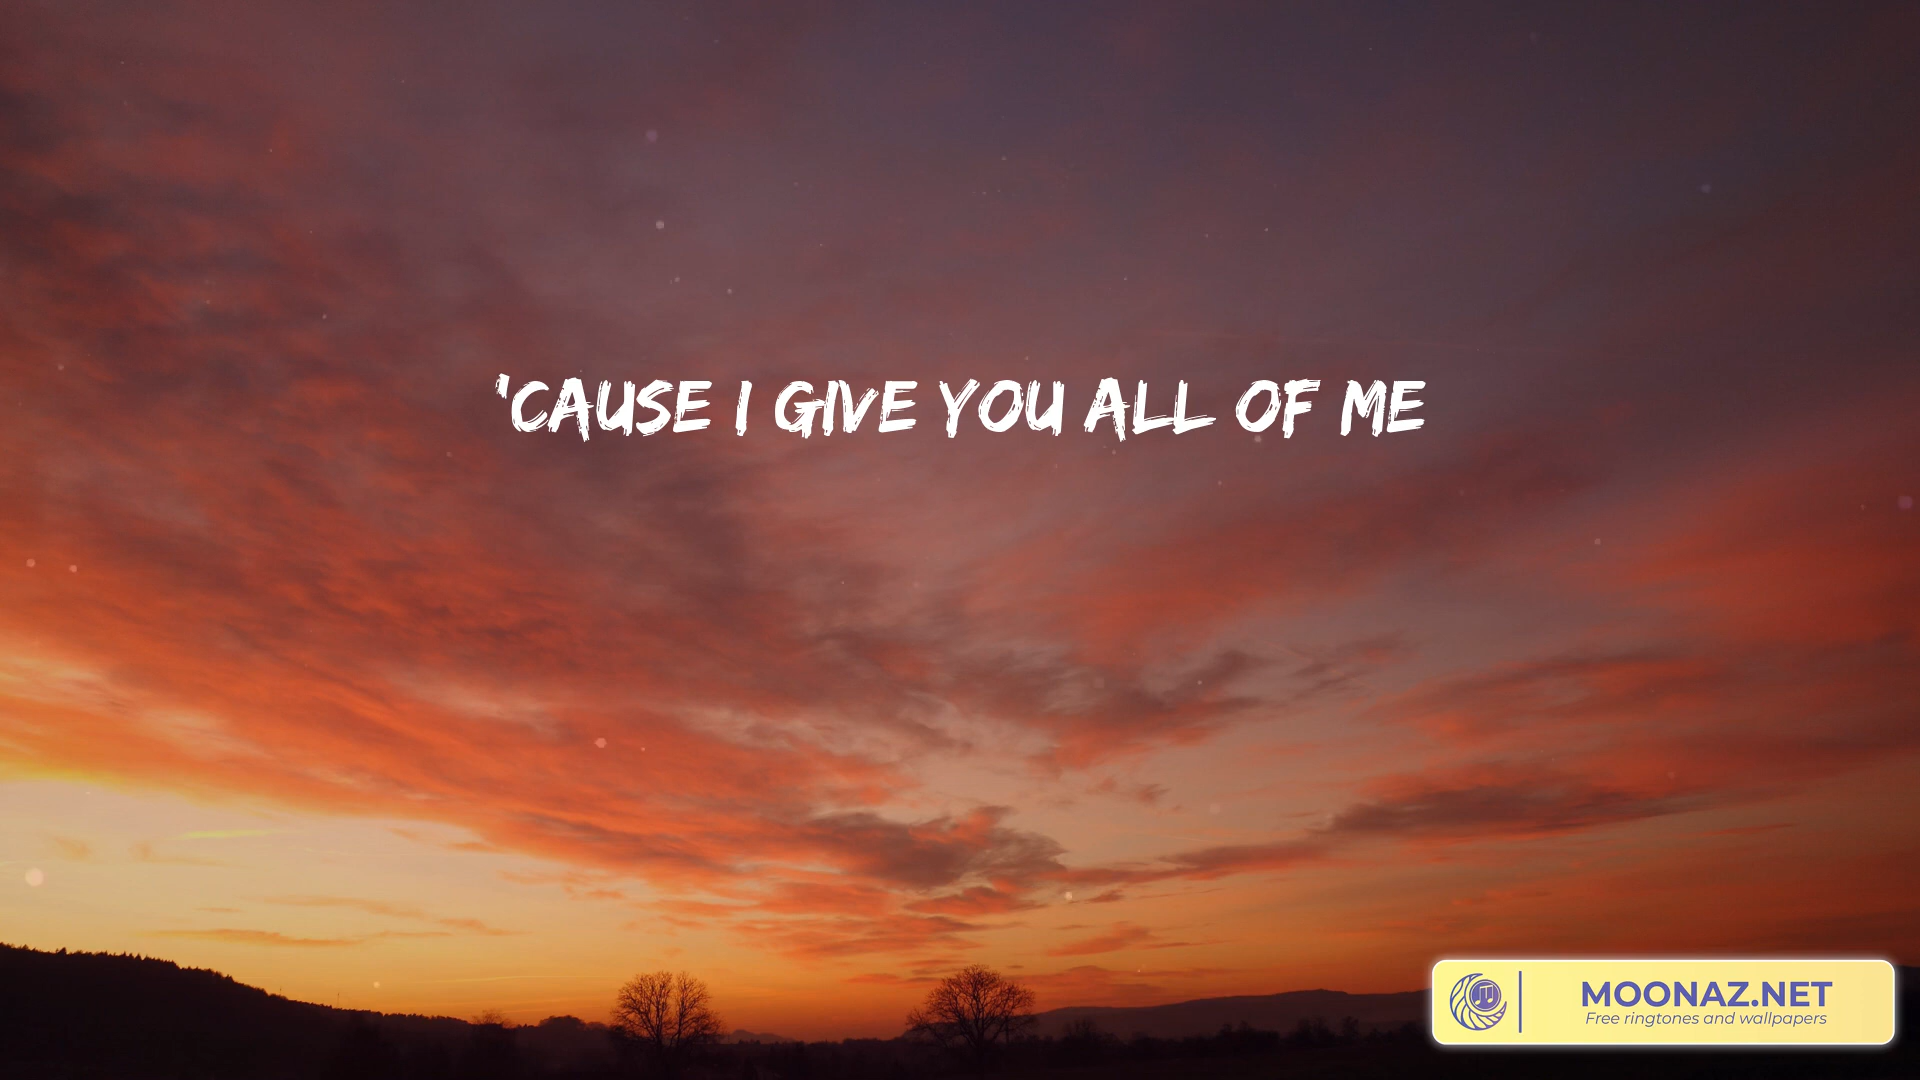 'CAUSE I GIVE YOU ALL OF ME
MOONAZ.NET
Free ringtones and wallpapers